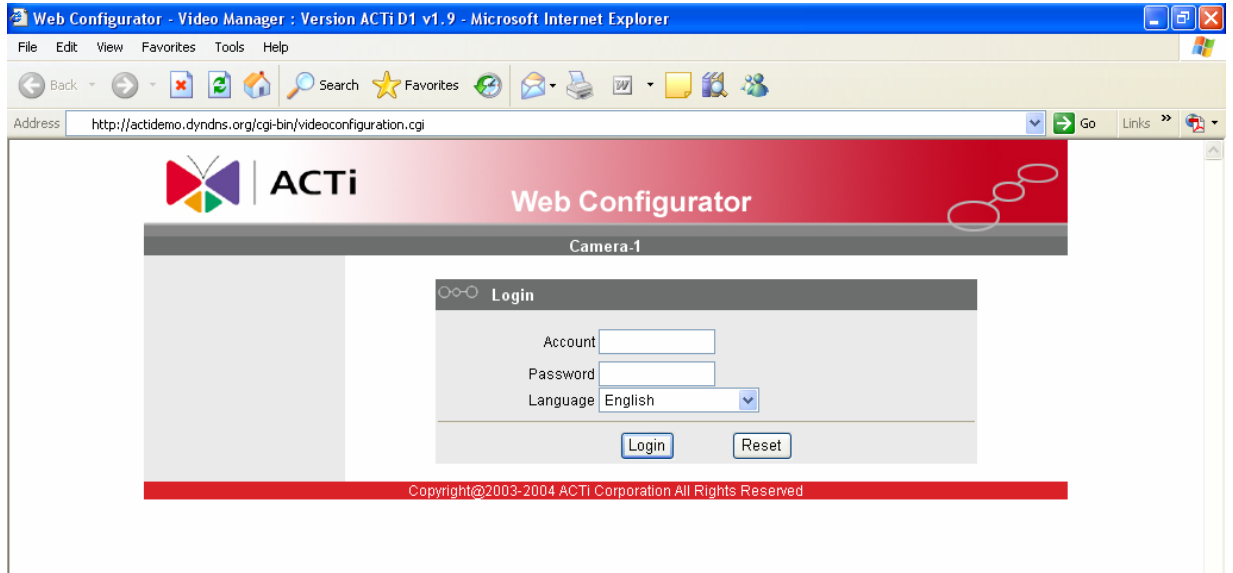 Web Configurator - Video Manager : Version ACTi D1 v1.9 - Microsoft Internet Explorer
File Edit View Favorites Tools Help
Back Search Favorites
Address http://actidemo.dyndns.org/cgi-bin/videoconfiguration.cgi Go Links »
ACTi
Web Configurator
Camera-1
Login
Account
Password
Language English
Login Reset
Copyright@2003-2004 ACTi Corporation All Rights Reserved